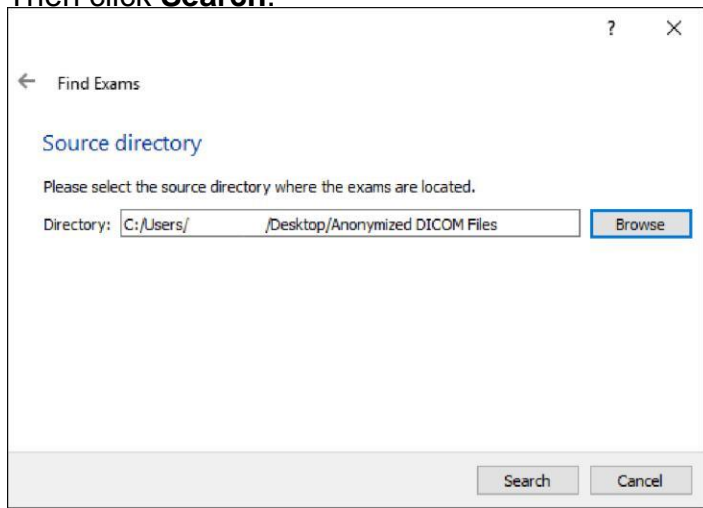 Then click Search.
?
Find Exams
Source directory
Please select the source directory where the exams are located.
Directory: C:/Users/ /Desktop/Anonymized DICOM Files Browse
Search Cancel